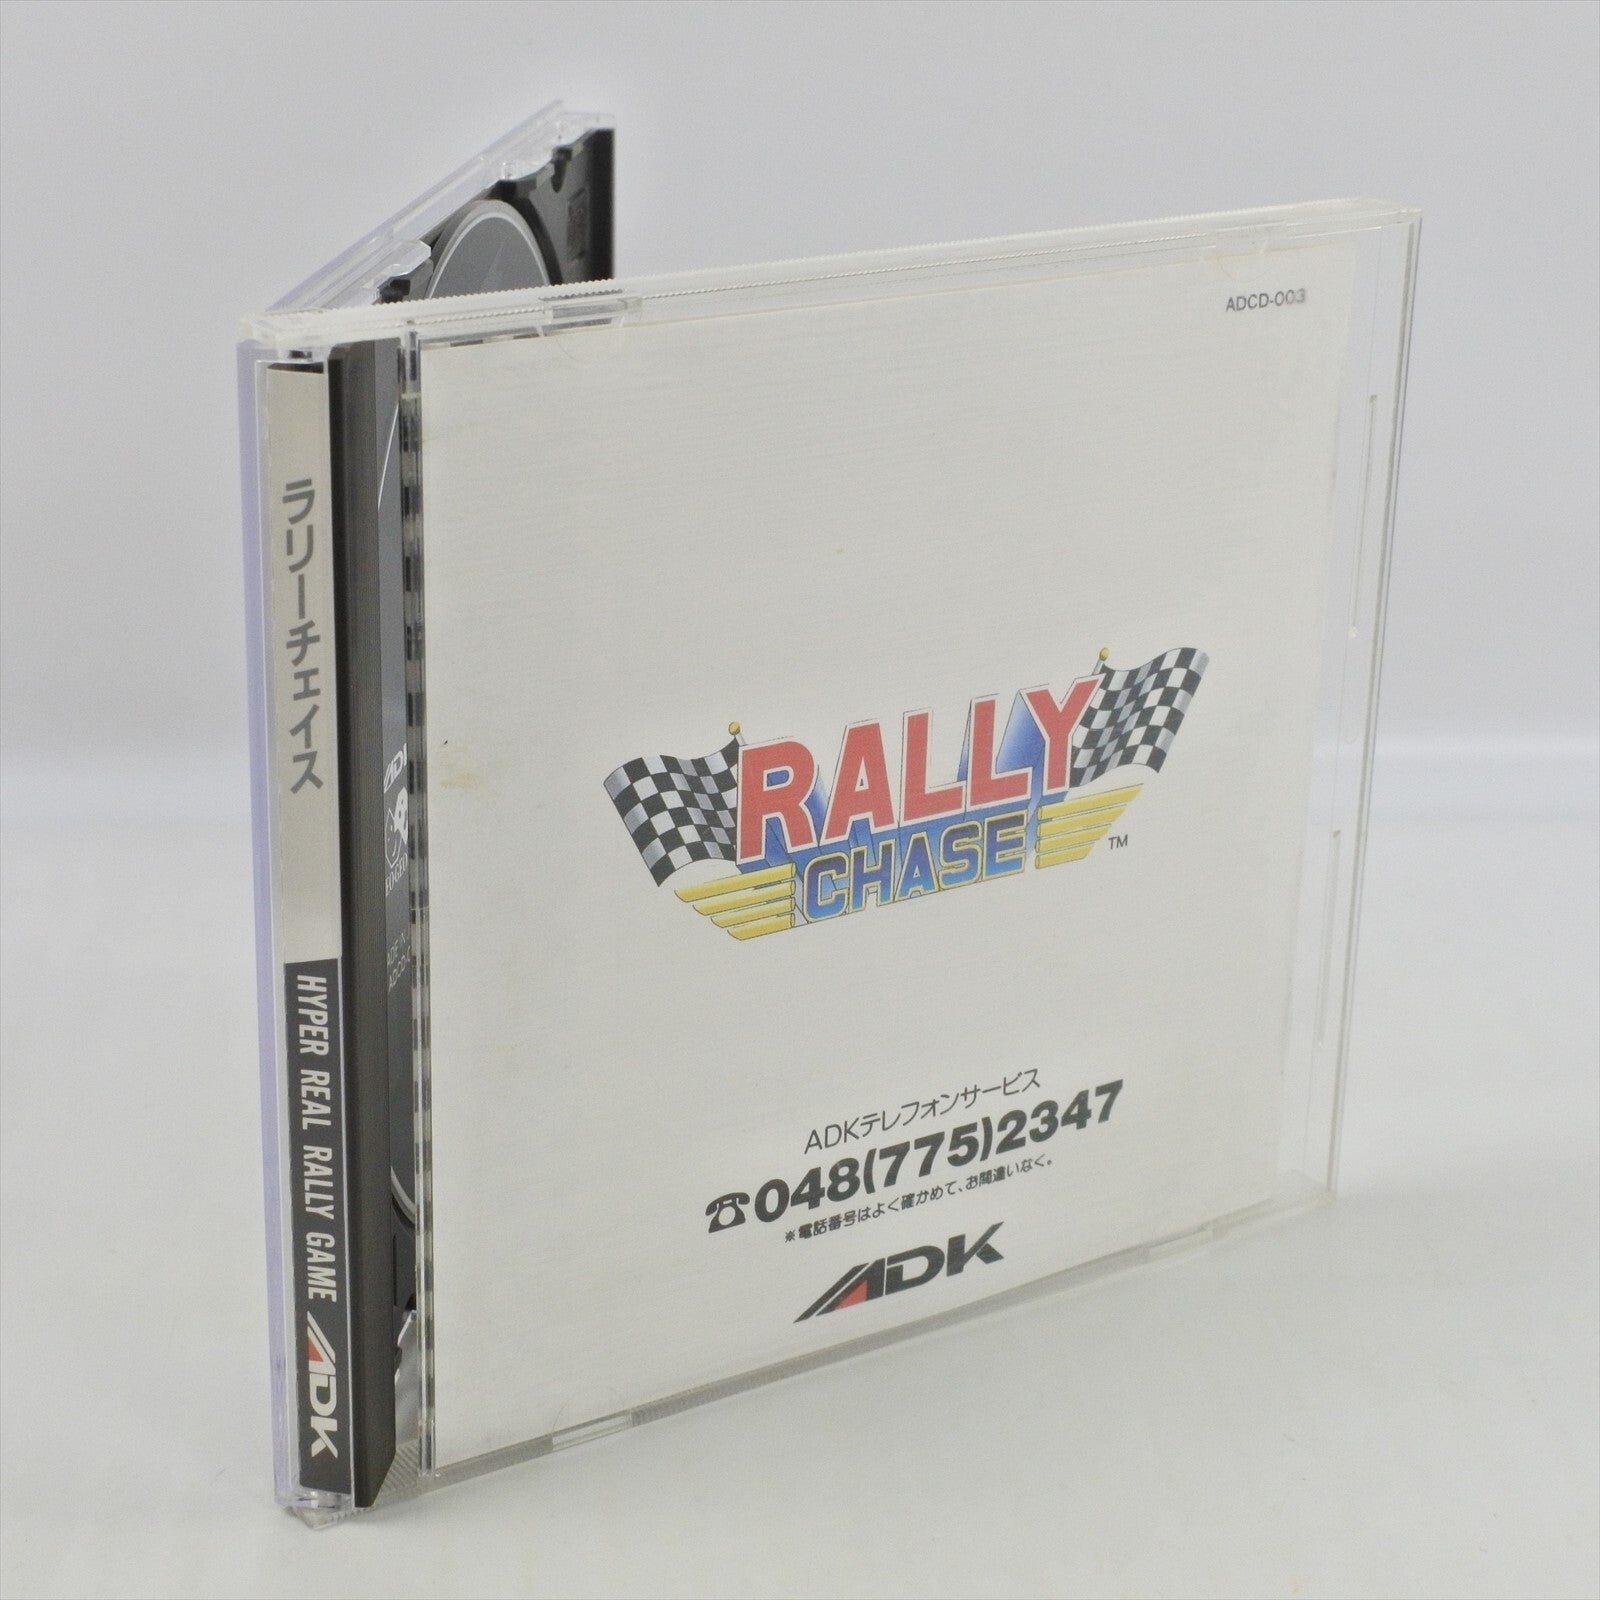 ADCD-003
RALLY
CHASE
TM
ADKテレフォンサービス
☎048(775)2347
※電話番号はよく確かめて、お間違いなく。
ADK
ラリーチェイス
HYPER REAL RALLY GAME
ADK